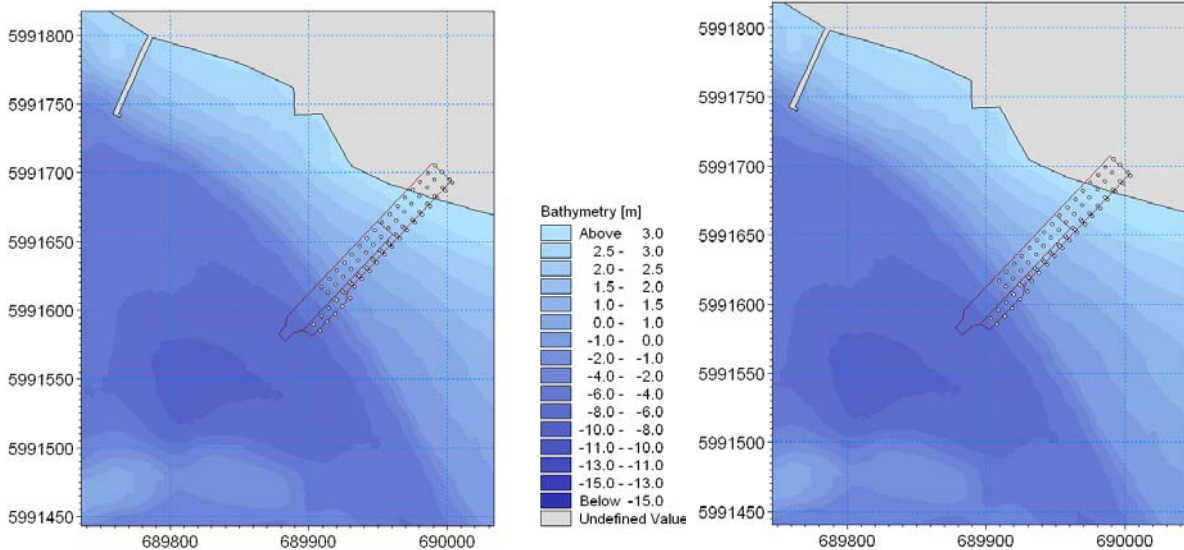 5991800
5991750
5991700
5991650
5991600
5991550
5991500
5991450
689800 689900 690000
Bathymetry [m]
Above 3.0
2.5 - 3.0
2.0 - 2.5
1.5 - 2.0
1.0 - 1.5
0.0 - 1.0
-1.0 - 0.0
-2.0 - -1.0
-4.0 - -2.0
-6.0 - -4.0
-8.0 - -6.0
-10.0 - -8.0
-11.0 - -10.0
-13.0 - -11.0
-15.0 - -13.0
Below -15.0
Undefined Value
5991800
5991750
5991700
5991650
5991600
5991550
5991500
5991450
689800 689900 690000